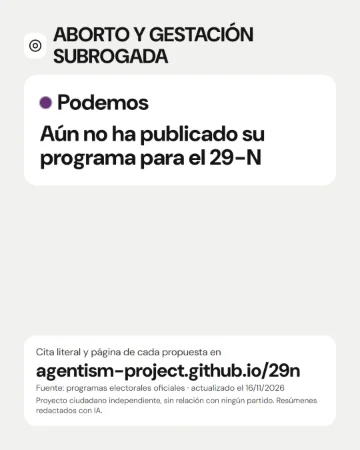 ABORTO Y GESTACIÓN
SUBROGADA
Podemos
Aún no ha publicado su
programa para el 29-N
Cita literal y página de cada propuesta en
agentism-project.github.io/29n
Fuente: programas electorales oficiales · actualizado el 16/11/2026
Proyecto ciudadano independiente, sin relación con ningún partido. Resúmenes
redactados con IA.